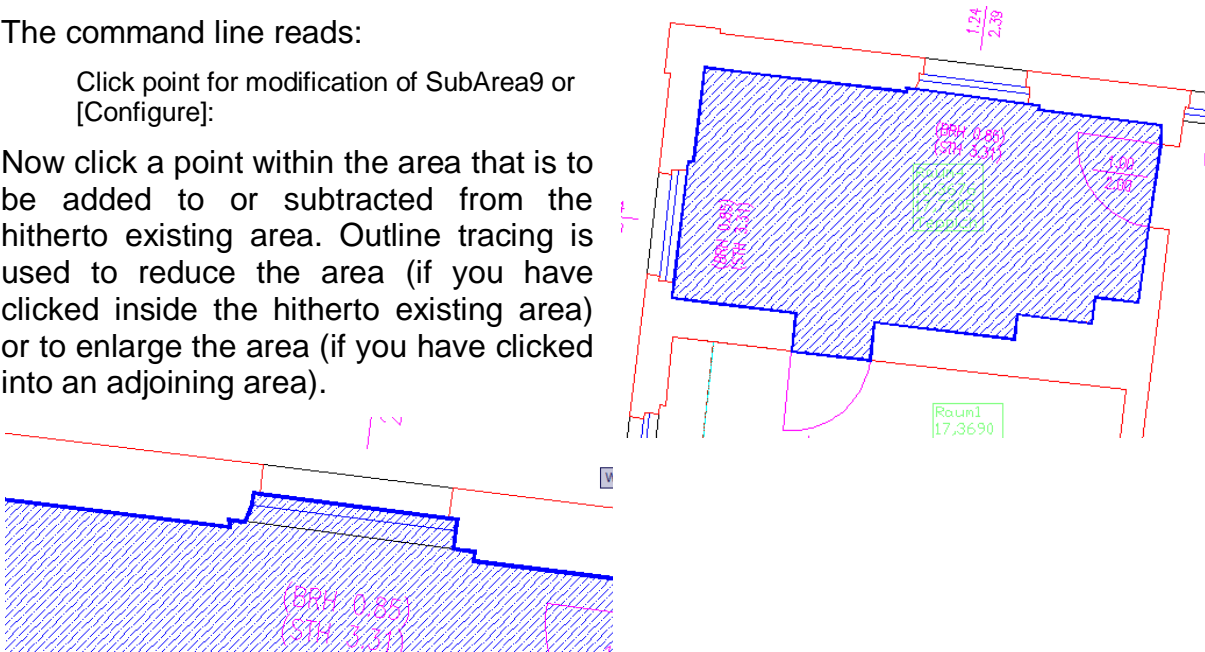 The command line reads:
Click point for modification of SubArea9 or
[Configure]:
Now click a point within the area that is to
be added to or subtracted from the
hitherto existing area. Outline tracing is
used to reduce the area (if you have
clicked inside the hitherto existing area)
or to enlarge the area (if you have clicked
into an adjoining area).
1.24
2.39
(BRH 0.85)
(STH 3.31)
1.00
2.00
(BRH 0.85)
(STH 3.31)
Raum1
17,3690
W
(BRH 0.85)
(STH 3.31)